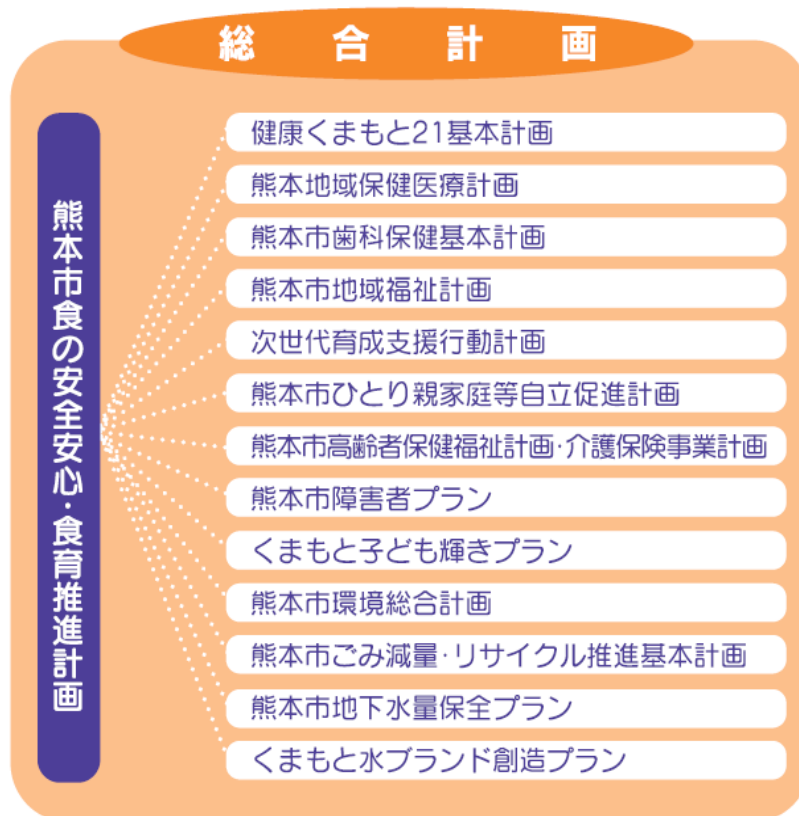 総合計画
熊本市食の安全安心・食育推進計画
健康くまもと21基本計画
熊本地域保健医療計画
熊本市歯科保健基本計画
熊本市地域福祉計画
次世代育成支援行動計画
熊本市ひとり親家庭等自立促進計画
熊本市高齢者保健福祉計画・介護保険事業計画
熊本市障害者プラン
くまもと子ども輝きプラン
熊本市環境総合計画
熊本市ごみ減量・リサイクル推進基本計画
熊本市地下水量保全プラン
くまもと水ブランド創造プラン